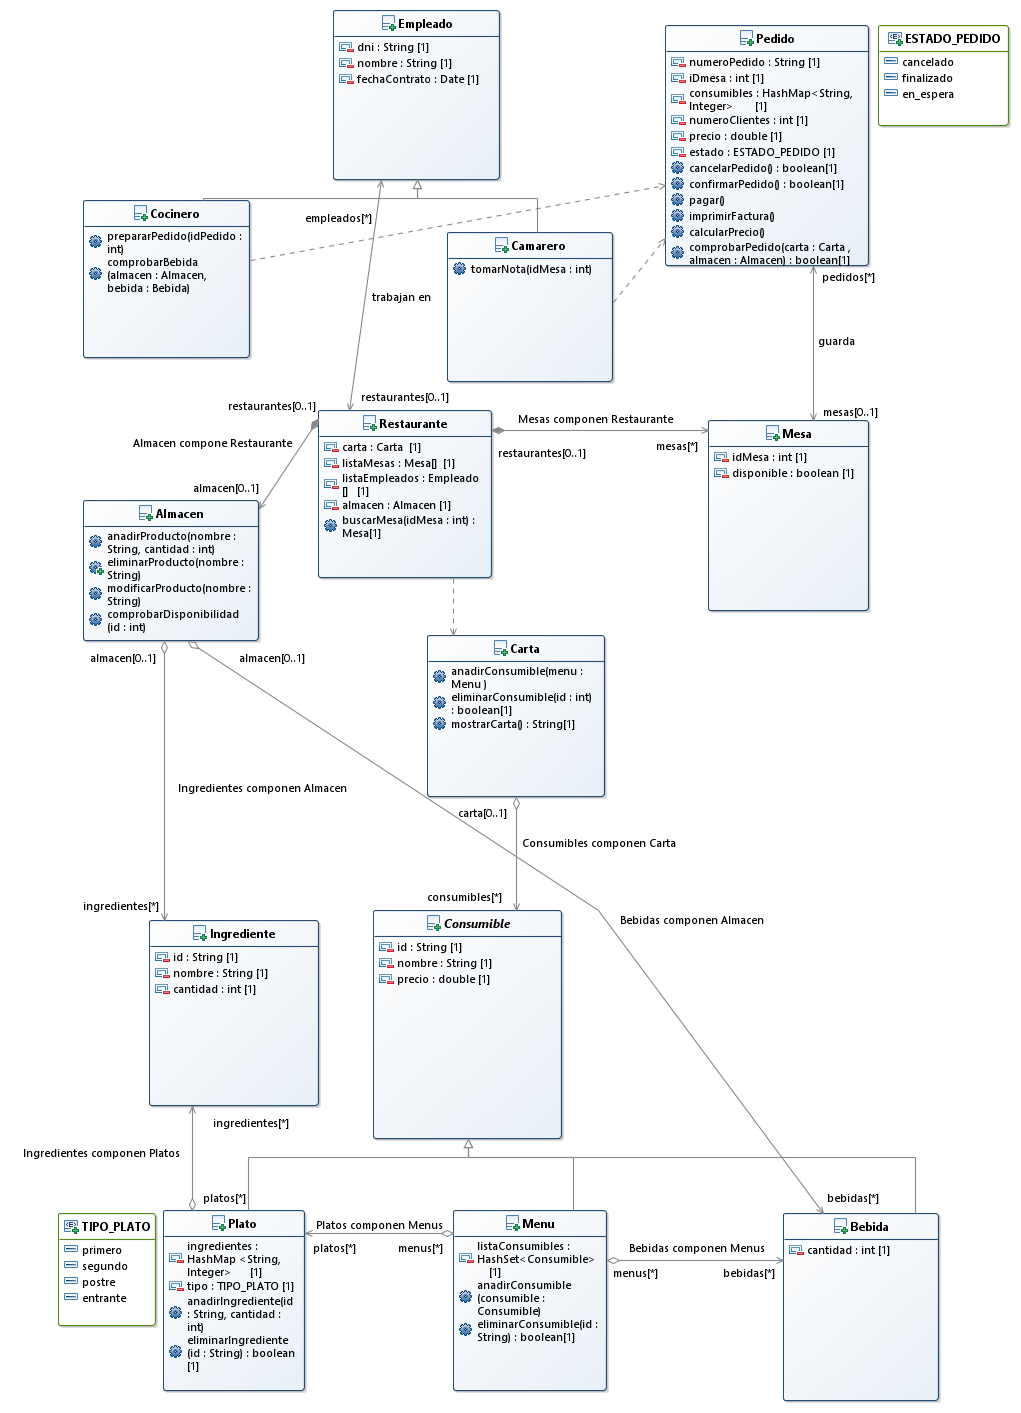 Empleado
dni : String [1]
nombre : String [1]
fechaContrato : Date [1]
Pedido
numeroPedido : String [1]
iDmesa : int [1]
consumibles : HashMap<String,
Integer> [1]
numeroClientes : int [1]
precio : double [1]
estado : ESTADO_PEDIDO [1]
cancelarPedido() : boolean[1]
confirmarPedido() : boolean[1]
pagar()
imprimirFactura()
calcularPrecio()
comprobarPedido(carta : Carta ,
almacen : Almacen) : boolean[1]
ESTADO_PEDIDO
cancelado
finalizado
en_espera
Cocinero
prepararPedido(idPedido :
int)
comprobarBebida
(almacen : Almacen,
bebida : Bebida)
empleados[*]
Camarero
tomarNota(idMesa : int)
pedidos[*]
trabajan en
guarda
restaurantes[0..1]
restaurantes[0..1]
mesas[0..1]
Almacen compone Restaurante
Restaurante
carta : Carta [1]
listaMesas : Mesa[] [1]
listaEmpleados : Empleado
[] [1]
almacen : Almacen [1]
buscarMesa(idMesa : int) :
Mesa[1]
Mesas componen Restaurante
restaurantes[0..1]
mesas[*]
Mesa
idMesa : int [1]
disponible : boolean [1]
almacen[0..1]
Almacen
anadirProducto(nombre :
String, cantidad : int)
eliminarProducto(nombre :
String)
modificarProducto(nombre :
String)
comprobarDisponibilidad
(id : int)
almacen[0..1]
almacen[0..1]
Carta
anadirConsumible(menu :
Menu )
eliminarConsumible(id : int)
: boolean[1]
mostrarCarta() : String[1]
Ingredientes componen Almacen
carta[0..1]
Consumibles componen Carta
consumibles[*]
ingredientes[*]
Bebidas componen Almacen
Ingrediente
id : String [1]
nombre : String [1]
cantidad : int [1]
Consumible
id : String [1]
nombre : String [1]
precio : double [1]
ingredientes[*]
Ingredientes componen Platos
platos[*]
bebidas[*]
TIPO_PLATO
primero
segundo
postre
entrante
Plato
ingredientes :
HashMap <String,
Integer> [1]
tipo : TIPO_PLATO [1]
anadirIngrediente(id
: String, cantidad :
int)
eliminarIngrediente
(id : String) : boolean
[1]
Platos componen Menus
platos[*]
menus[*]
Menu
listaConsumibles :
HashSet<Consumible>
[1]
anadirConsumible
(consumible :
Consumible)
eliminarConsumible(id :
String) : boolean[1]
Bebidas componen Menus
menus[*]
bebidas[*]
Bebida
cantidad : int [1]